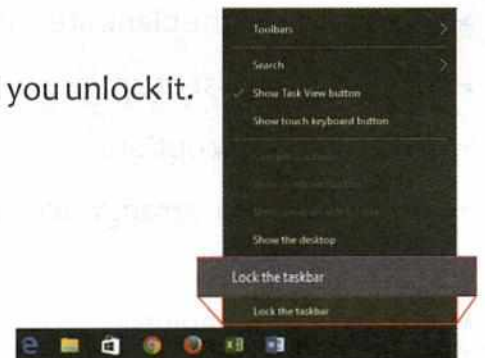 you unlock it.
Toolbars
Search
Show Task View button
Show touch keyboard button
Show the desktop
Lock the taskbar
Lock the taskbar